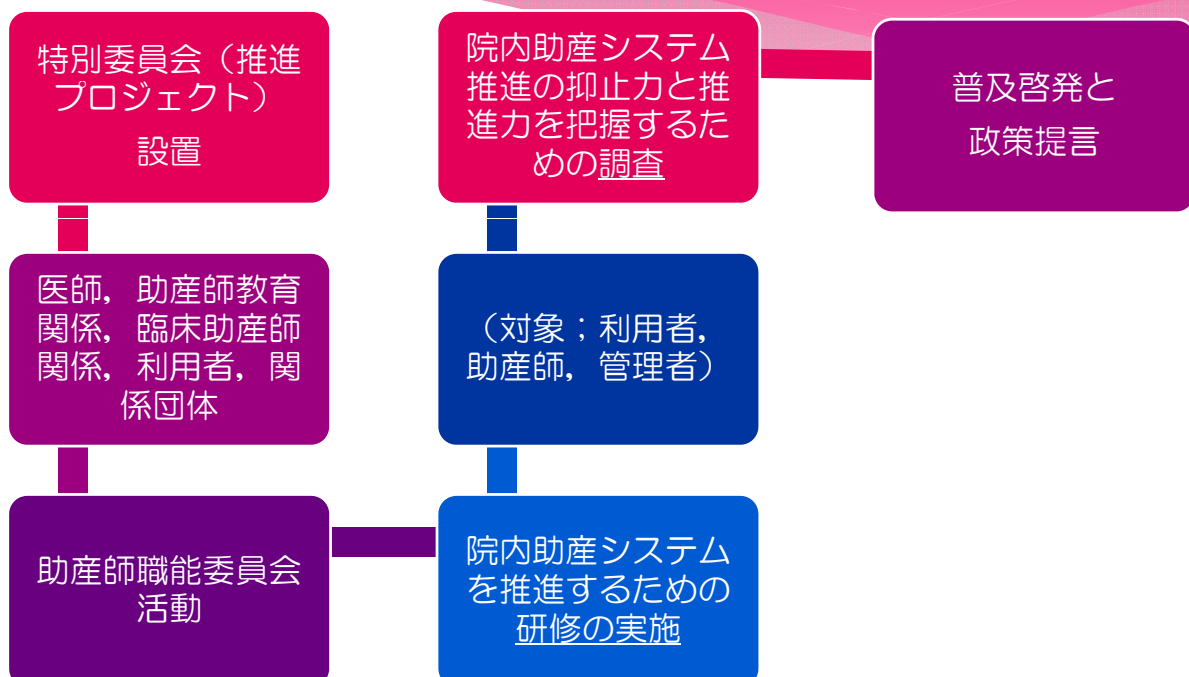 特別委員会（推進
プロジェクト）
設置
医師，助産師教育
関係，臨床助産師
関係，利用者，関
係団体
助産師職能委員会
活動
院内助産システム
を推進するための
研修の実施
（対象；利用者，
助産師，管理者）
院内助産システム
推進の抑止力と推
進力を把握するた
めの調査
普及啓発と
政策提言